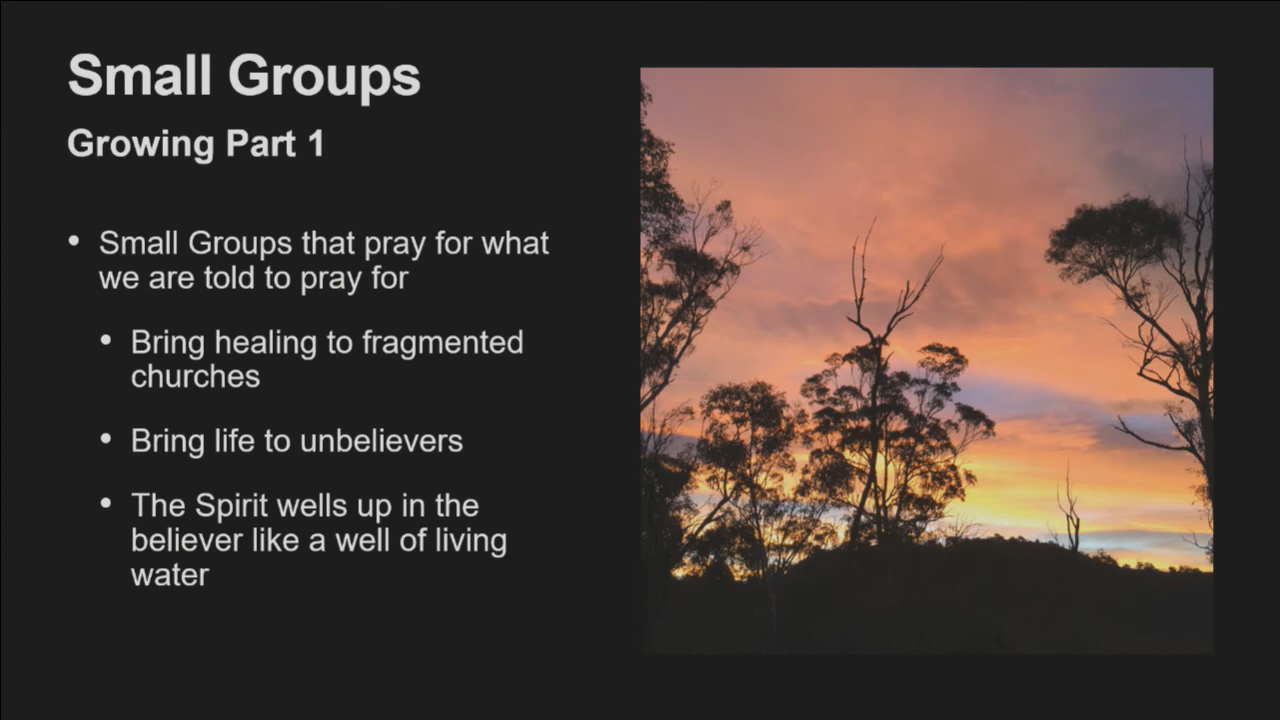 Small Groups
Growing Part 1
• Small Groups that pray for what
we are told to pray for
• Bring healing to fragmented
churches
• Bring life to unbelievers
• The Spirit wells up in the
believer like a well of living
water